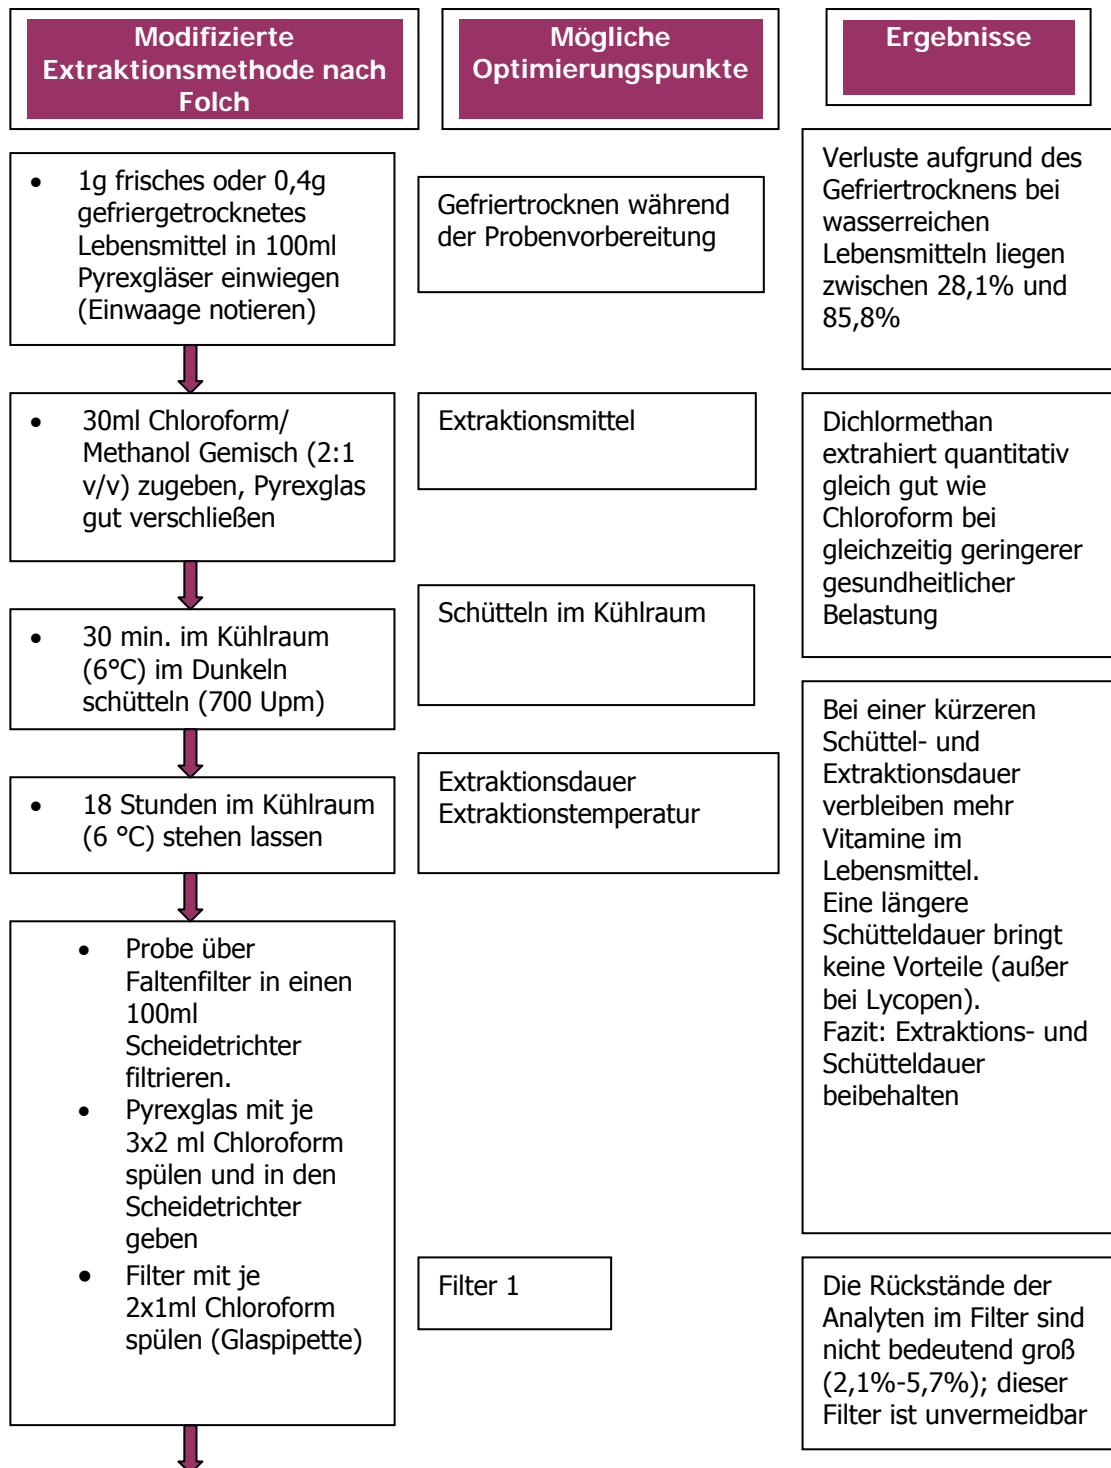 Modifizierte
Extraktionsmethode nach
Folch
Mögliche
Optimierungspunkte
Ergebnisse
• 1g frisches oder 0,4g
gefriergetrocknetes
Lebensmittel in 100ml
Pyrexgläser einwiegen
(Einwaage notieren)
Gefriertrocknen während
der Probenvorbereitung
Verluste aufgrund des
Gefriertrocknens bei
wasserreichen
Lebensmitteln liegen
zwischen 28,1% und
85,8%
• 30ml Chloroform/
Methanol Gemisch (2:1
v/v) zugeben, Pyrexglas
gut verschließen
Extraktionsmittel
Dichlormethan
extrahiert quantitativ
gleich gut wie
Chloroform bei
gleichzeitig geringerer
gesundheitlicher
Belastung
• 30 min. im Kühlraum
(6°C) im Dunkeln
schütteln (700 Upm)
Schütteln im Kühlraum
• 18 Stunden im Kühlraum
(6 °C) stehen lassen
Extraktionsdauer
Extraktionstemperatur
Bei einer kürzeren
Schüttel- und
Extraktionsdauer
verbleiben mehr
Vitamine im
Lebensmittel.
Eine längere
Schütteldauer bringt
keine Vorteile (außer
bei Lycopen).
Fazit: Extraktions- und
Schütteldauer
beibehalten
• Probe über
Faltenfilter in einen
100ml
Scheidetrichter
filtrieren.
• Pyrexglas mit je
3x2 ml Chloroform
spülen und in den
Scheidetrichter
geben
• Filter mit je
2x1ml Chloroform
spülen (Glaspipette)
Filter 1
Die Rückstände der
Analyten im Filter sind
nicht bedeutend groß
(2,1%-5,7%); dieser
Filter ist unvermeidbar